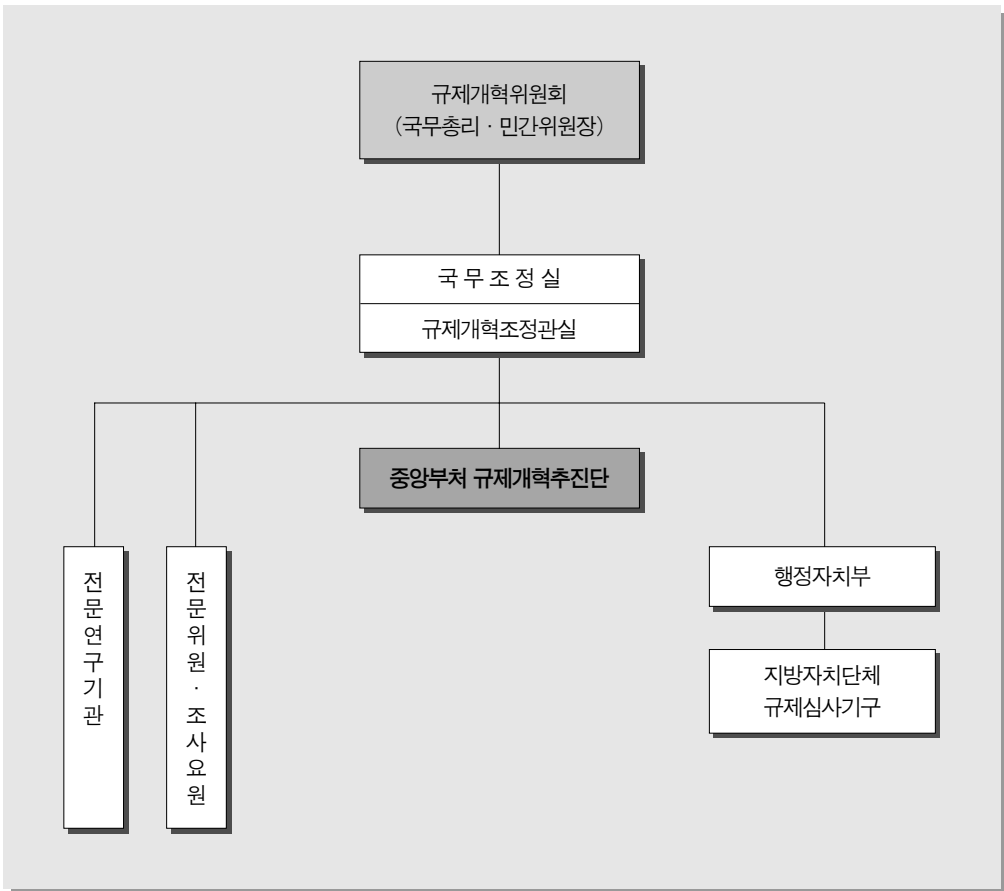 규제개혁위원회
(국무총리 · 민간위원장)
국 무 조 정 실
규제개혁조정관실
중앙부처 규제개혁추진단
전문연구기관
전문위원 · 조사요원
행정자치부
지방자치단체
규제심사기구